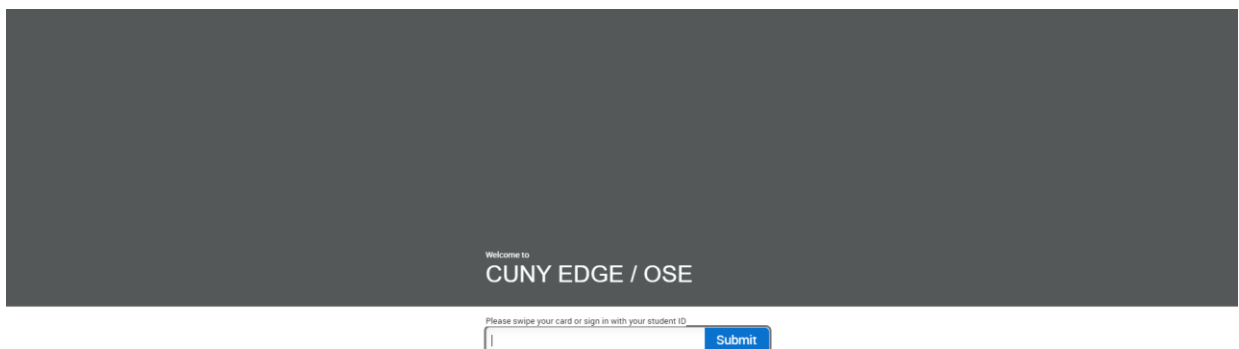 Welcome to
CUNY EDGE / OSE
Please swipe your card or sign in with your student ID
Submit